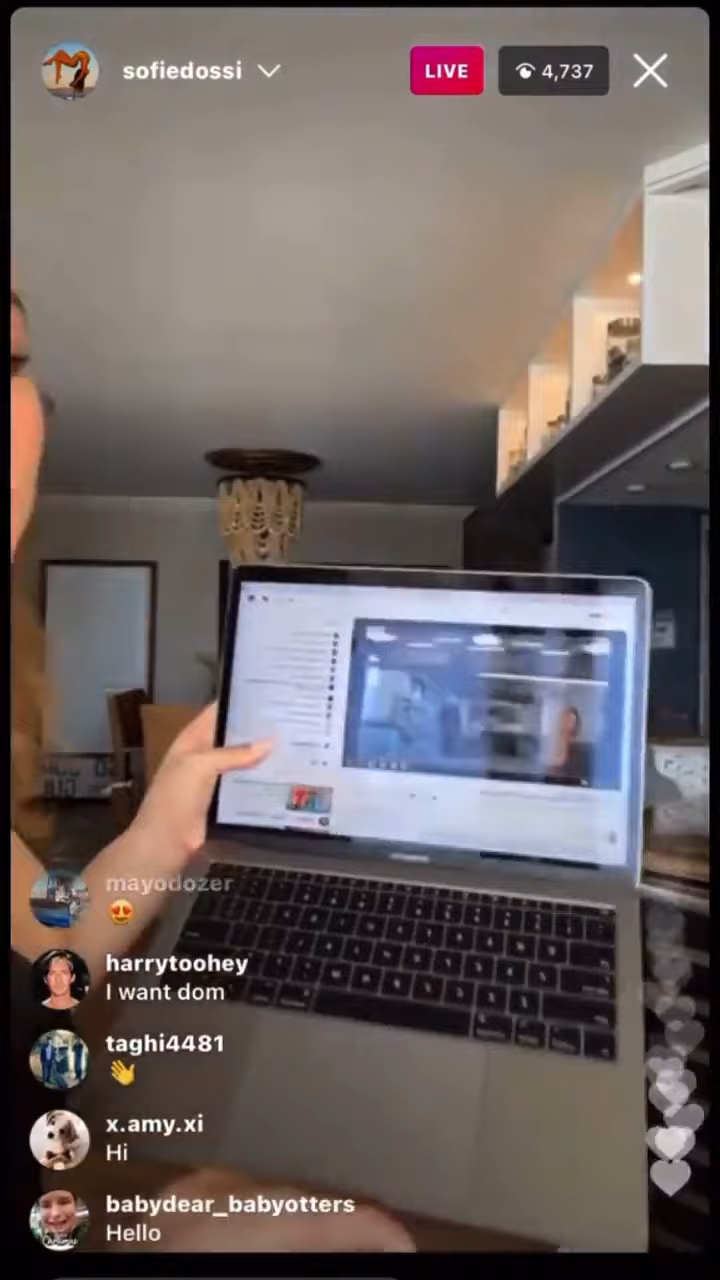 sofiedossi
LIVE
4,737
mayodozer
😍
harrytoohey
I want dom
taghi4481
👋
x.amy.xi
Hi
babydear_babyotters
Hello